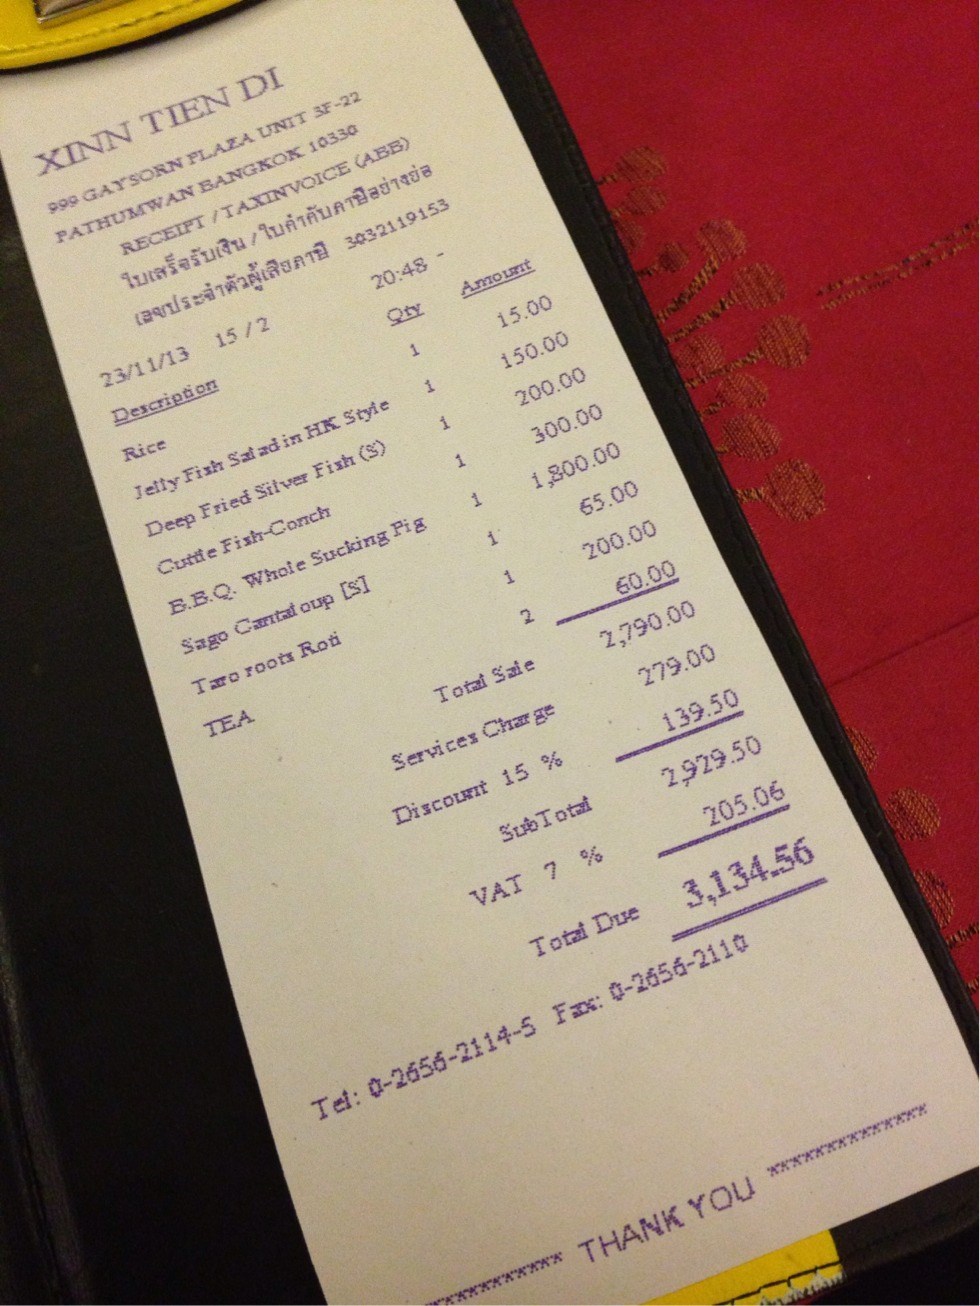 XINN TIEN DI
999 GAYSORN PLAZA UNIT 3F-22
PATHUMWAN BANGKOK 10330
RECEIPT / TAXINVOICE (ABB)
ใบเสร็จรับเงิน / ใบกำกับภาษีอย่างย่อ
เลขประจำตัวผู้เสียภาษี 3032119153
23/11/13 15 / 2 20:48 -
Description Qty Amount
Rice 1 15.00
Jelly Fish Salad in HK Style 1 150.00
Deep Fried Silver Fish (S) 1 200.00
Cuttle Fish-Conch 1 300.00
B.B.Q. Whole Sucking Pig 1 1,800.00
Sago Cantaloup [S] 1 65.00
Taro roots Roti 1 200.00
TEA 2 60.00
Total Sale 2,790.00
Services Charge 279.00
Discount 15 % 139.50
SubTotal 2,929.50
VAT 7 % 205.06
Total Due 3,134.56
Tel: 0-2656-2114-5 Fax: 0-2656-2110
************** THANK YOU **************